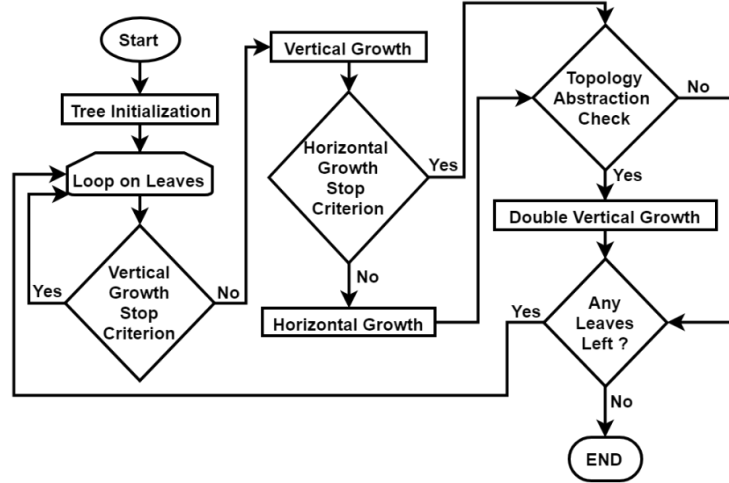 Start
Tree Initialization
Loop on Leaves
Vertical
Growth
Stop
Criterion
Yes
No
Vertical Growth
Horizontal
Growth
Stop
Criterion
Yes
No
Horizontal Growth
Topology
Abstraction
Check
No
Yes
Double Vertical Growth
Any
Leaves
Left ?
Yes
No
END